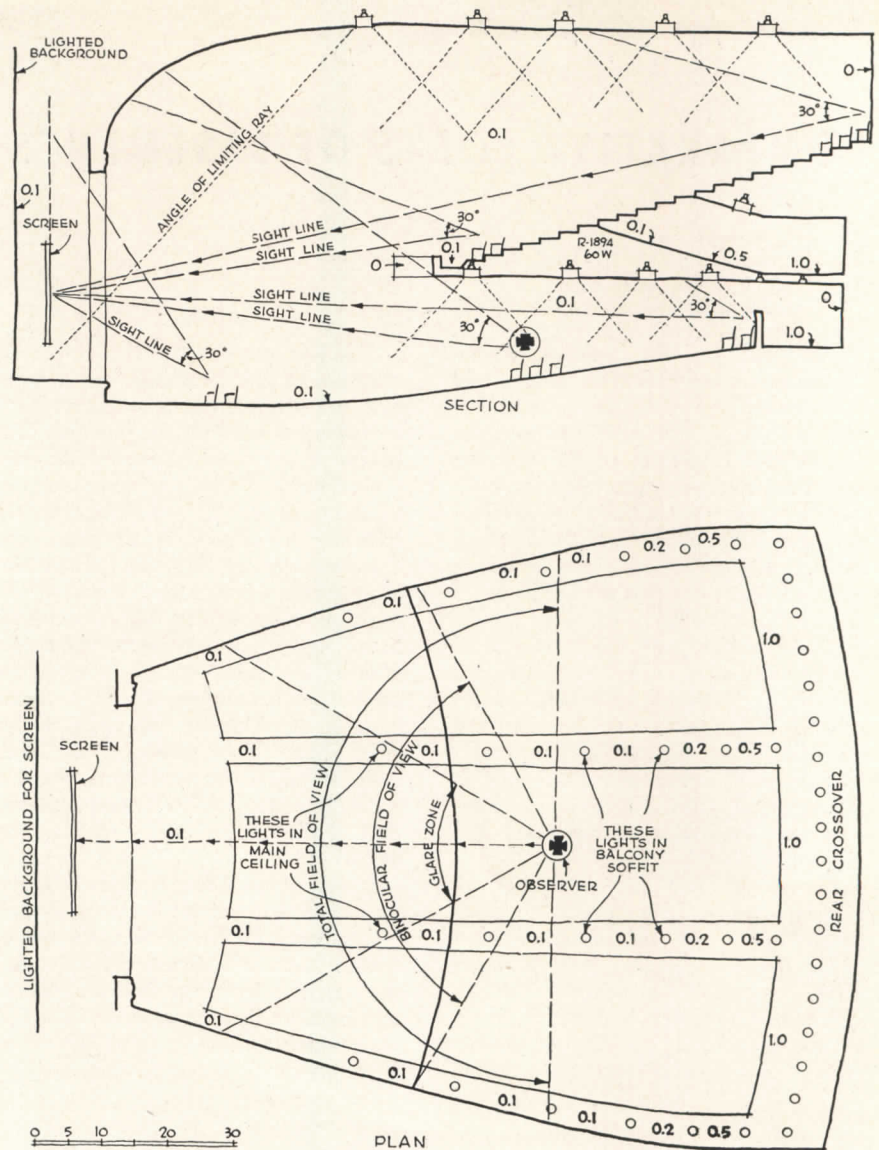 LIGHTED
BACKGROUND
0
30°
0.1
ANGLE OF LIMITING RAY
0.1
SCREEN
30°
SIGHT LINE
SIGHT LINE
0.1
0.1
R-1894
60W
0.5
1.0
0
SIGHT LINE
0.1
30°
0
SIGHT LINE
30°
1.0
SIGHT LINE
30°
0.1
SECTION
0.1
0.1
0.1
0.2
0.5
0.1
1.0
LIGHTED BACKGROUND FOR SCREEN
SCREEN
0.1
0.1
0.1
0.1
0.2
0.5
0.1
THESE
LIGHTS IN
MAIN
CEILING
TOTAL FIELD OF VIEW
BINOCULAR FIELD OF VIEW
GLARE ZONE
OBSERVER
THESE
LIGHTS IN
BALCONY
SOFFIT
1.0
REAR CROSSOVER
0.1
0.1
0.1
0.1
0.2
0.5
0.1
1.0
0.1
0.1
0.2
0.5
0 5 10 20 30
PLAN